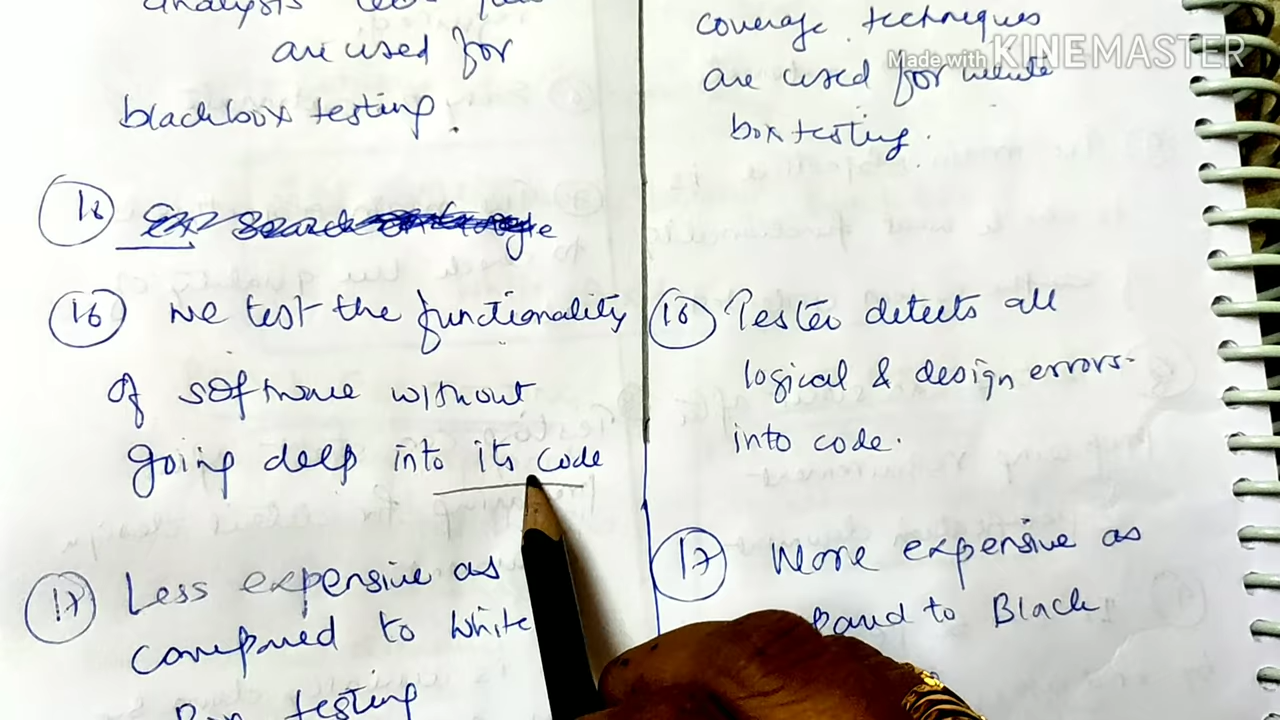 analysis
are used for
blackbox testing.
16
16 we test the functionality
of software without
going deep into its code
17 Less expensive as
compared to white
Box testing
coverage techniques
are used for white
box testing.
16 Tester detects all
logical & design errors
into code.
17 More expensive as
pared to Black
Made with KINEMASTER